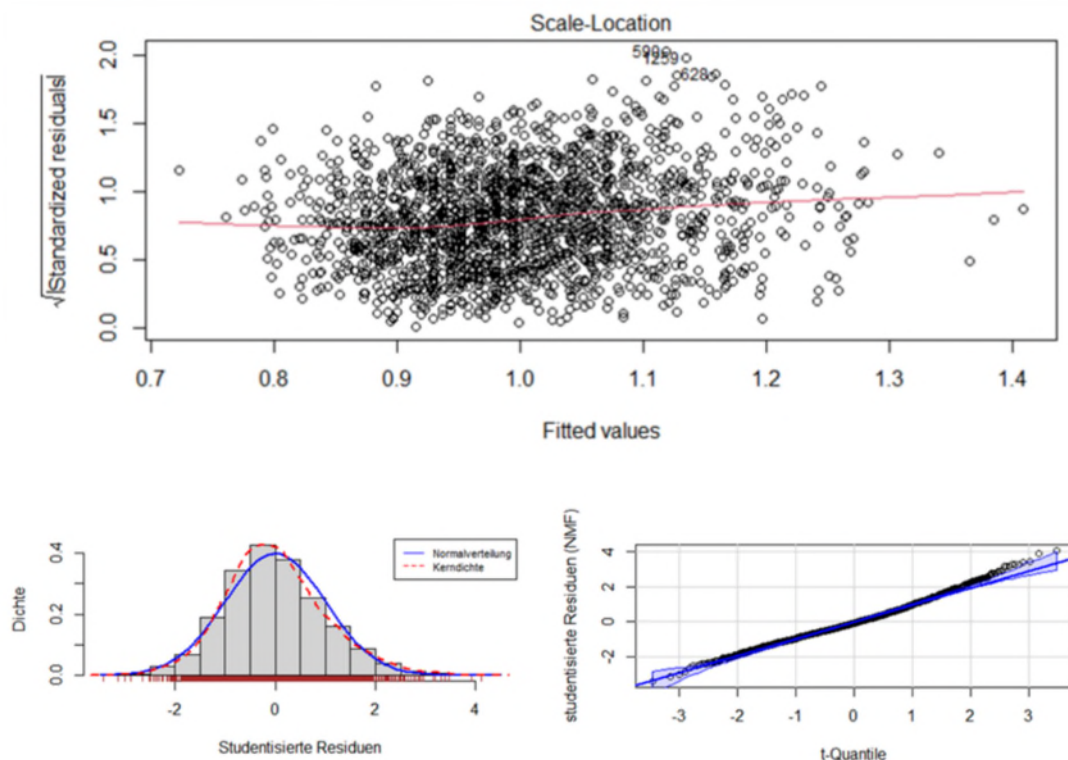 Scale-Location
√|Standardized residuals|
2.0
1.5
1.0
0.5
0.0
599
1259
628
0.7 0.8 0.9 1.0 1.1 1.2 1.3 1.4
Fitted values
Dichte
0.4
0.2
0.0
Normalverteilung
Kerndichte
-2 0 2 4
Studentisierte Residuen
studentisierte Residuen (NMF)
4
2
0
-2
-3 -2 -1 0 1 2 3
t-Quantile